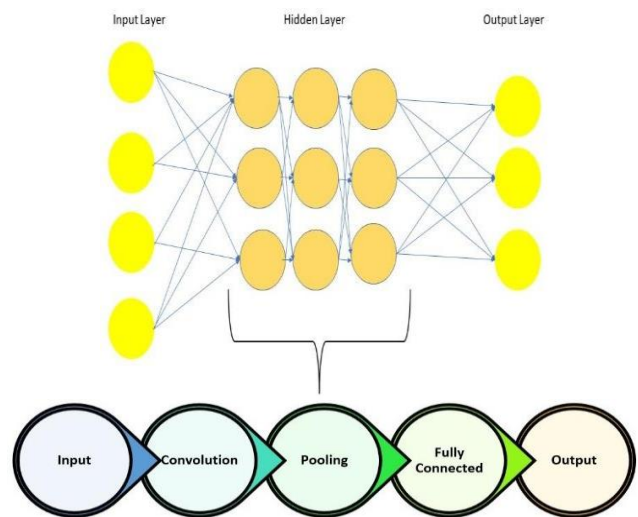 Input Layer
Hidden Layer
Output Layer
Input
Convolution
Pooling
Fully
Connected
Output